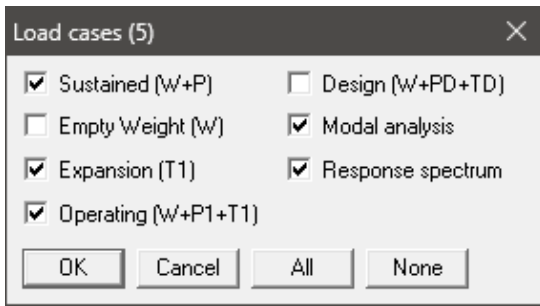 Load cases (5)
Sustained (W+P)
Design (W+PD+TD)
Empty Weight (W)
Modal analysis
Expansion (T1)
Response spectrum
Operating (W+P1+T1)
OK Cancel All None